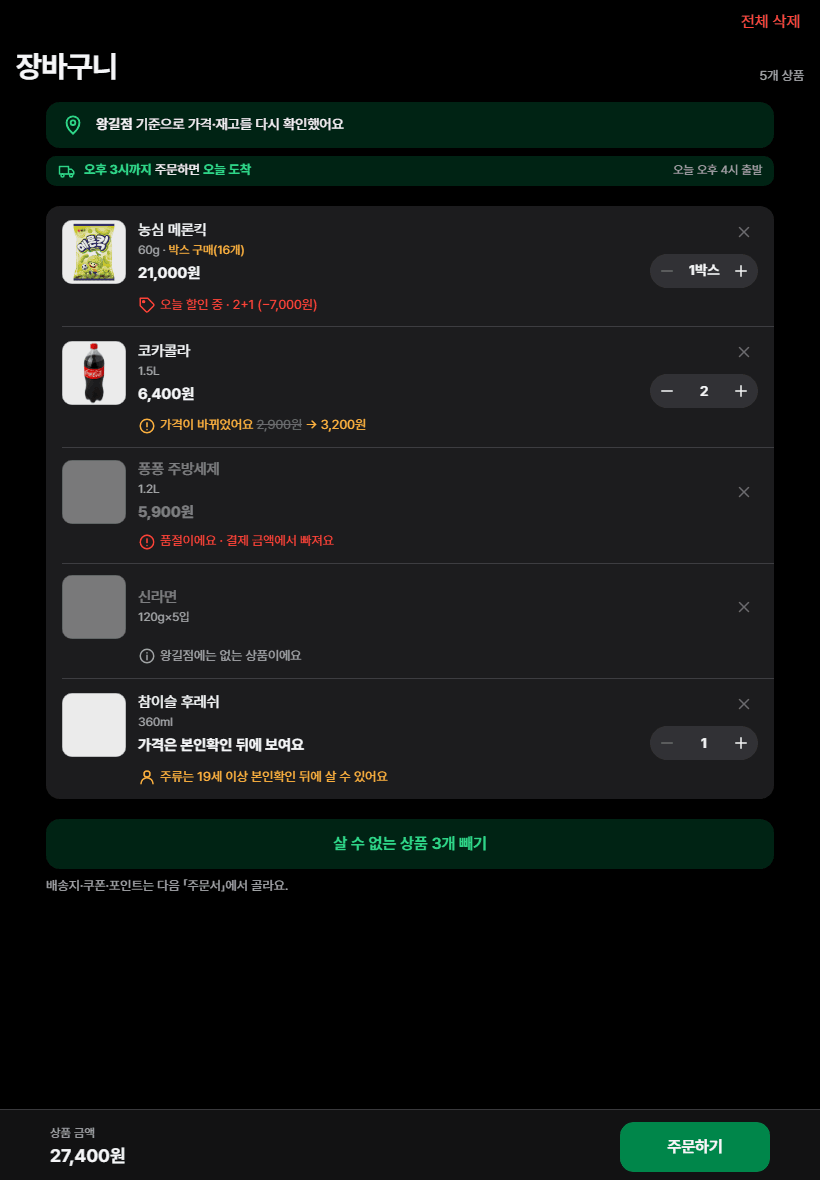 전체 삭제
장바구니
5개 상품
왕길점 기준으로 가격·재고를 다시 확인했어요
오후 3시까지 주문하면 오늘 도착
오늘 오후 4시 출발
농심 메론킥
60g · 박스 구매(16개)
21,000원
1박스
오늘 할인 중 · 2+1 (−7,000원)
코카콜라
1.5L
6,400원
2
가격이 바뀌었어요 2,900원 → 3,200원
퐁퐁 주방세제
1.2L
5,900원
품절이에요 · 결제 금액에서 빠져요
신라면
120g×5입
왕길점에는 없는 상품이에요
참이슬 후레쉬
360ml
가격은 본인확인 뒤에 보여요
1
주류는 19세 이상 본인확인 뒤에 살 수 있어요
살 수 없는 상품 3개 빼기
배송지·쿠폰·포인트는 다음 「주문서」에서 골라요.
상품 금액
27,400원
주문하기